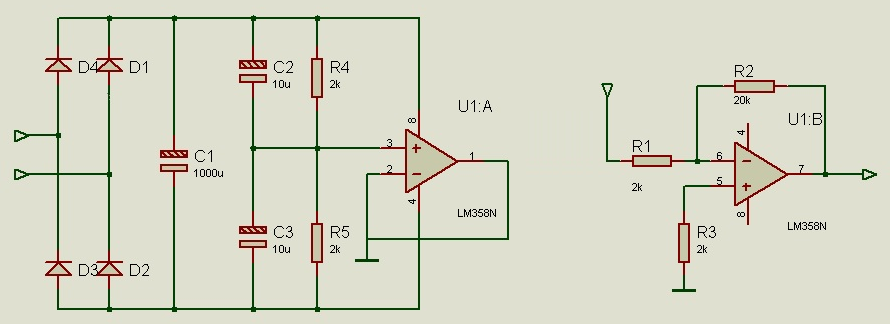 D4
D1
C1
1000u
C2
10u
R4
2k
U1:A
8
3
2
1
4
LM358N
C3
10u
R5
2k
D3
D2
R1
2k
R2
20k
U1:B
4
6
5
7
8
LM358N
R3
2k